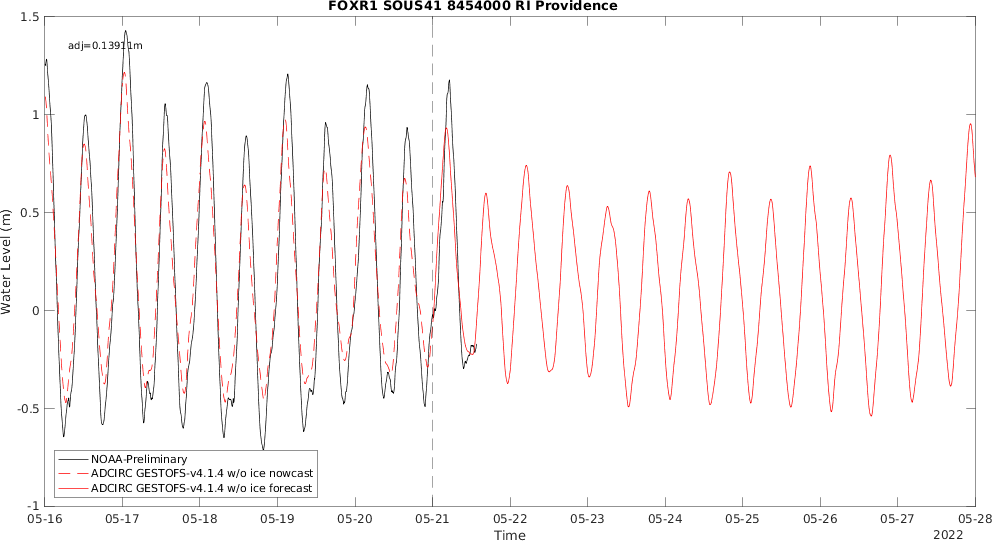 FOXR1 SOUS41 8454000 RI Providence
adj=0.13911m
Water Level (m)
1.5
1
0.5
0
-0.5
-1
NOAA-Preliminary
ADCIRC GESTOFS-v4.1.4 w/o ice nowcast
ADCIRC GESTOFS-v4.1.4 w/o ice forecast
05-16 05-17 05-18 05-19 05-20 05-21 05-22 05-23 05-24 05-25 05-26 05-27 05-28
Time
2022